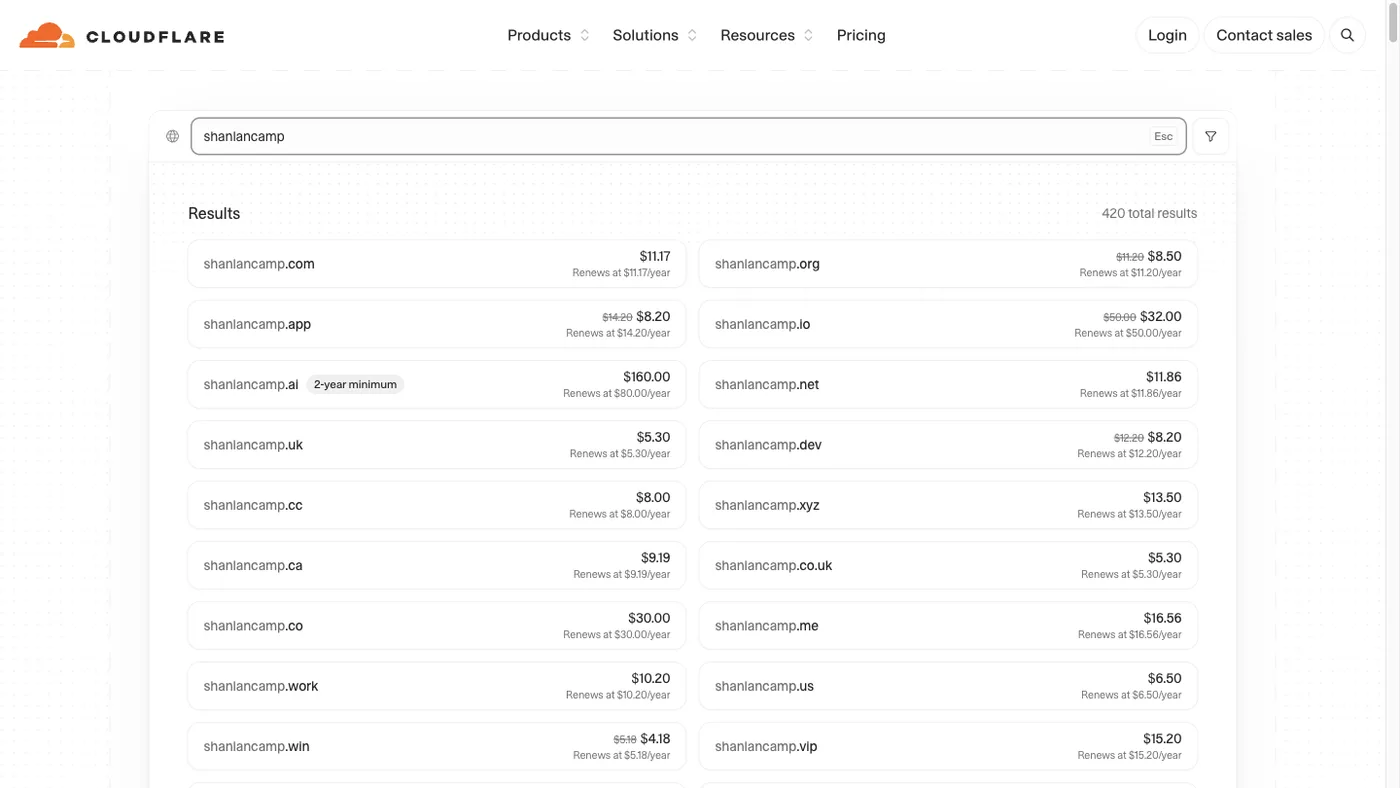 CLOUDFLARE
Products Solutions Resources Pricing
Login Contact sales
shanlancamp Esc
Results 420 total results
shanlancamp.com $11.17
Renews at $11.17/year
shanlancamp.org $11.20 $8.50
Renews at $11.20/year
shanlancamp.app $14.20 $8.20
Renews at $14.20/year
shanlancamp.io $50.00 $32.00
Renews at $50.00/year
shanlancamp.ai 2-year minimum $160.00
Renews at $80.00/year
shanlancamp.net $11.86
Renews at $11.86/year
shanlancamp.uk $5.30
Renews at $5.30/year
shanlancamp.dev $12.20 $8.20
Renews at $12.20/year
shanlancamp.cc $8.00
Renews at $8.00/year
shanlancamp.xyz $13.50
Renews at $13.50/year
shanlancamp.ca $9.19
Renews at $9.19/year
shanlancamp.co.uk $5.30
Renews at $5.30/year
shanlancamp.co $30.00
Renews at $30.00/year
shanlancamp.me $16.56
Renews at $16.56/year
shanlancamp.work $10.20
Renews at $10.20/year
shanlancamp.us $6.50
Renews at $6.50/year
shanlancamp.win $5.18 $4.18
Renews at $5.18/year
shanlancamp.vip $15.20
Renews at $15.20/year